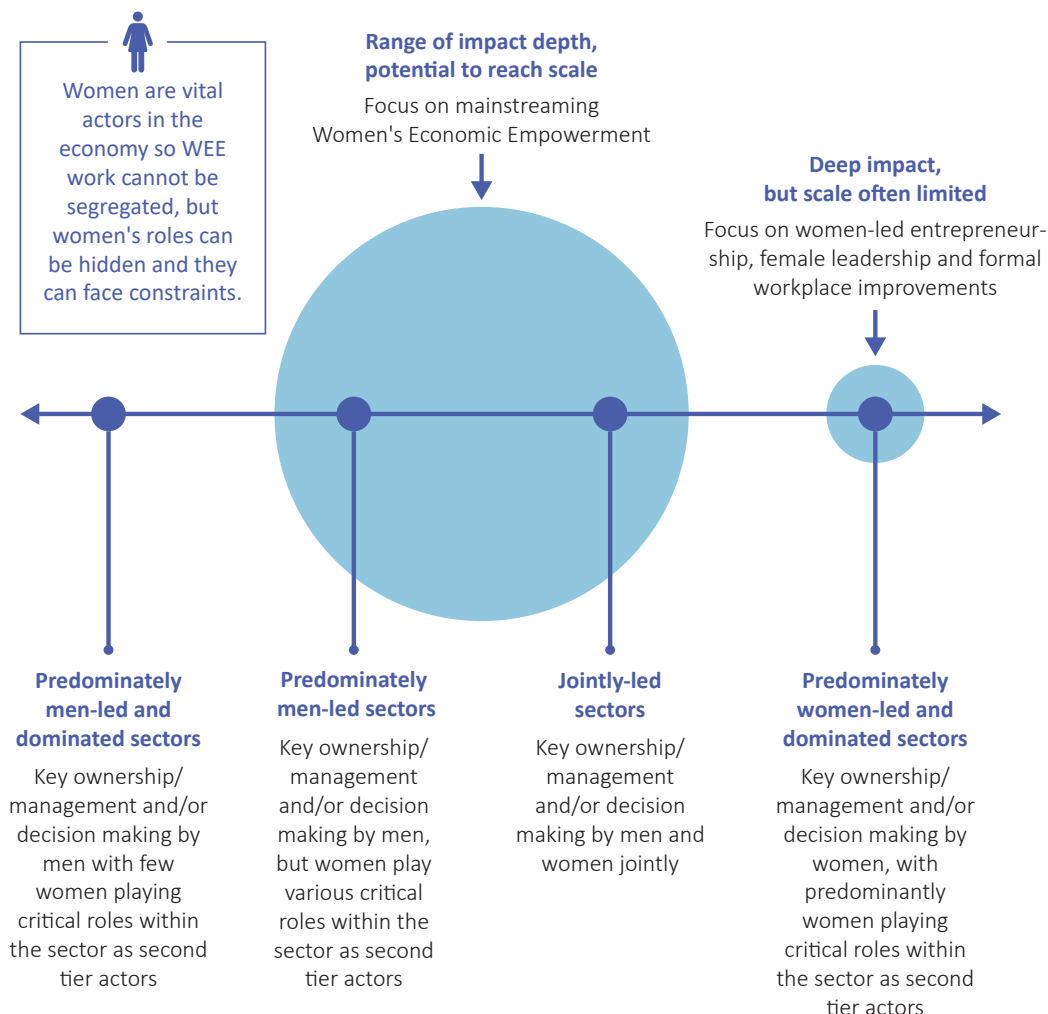 Women are vital
actors in the
economy so WEE
work cannot be
segregated, but
women's roles can
be hidden and they
can face constraints.
Range of impact depth,
potential to reach scale
Focus on mainstreaming
Women's Economic Empowerment
Deep impact,
but scale often limited
Focus on women-led entrepreneur-
ship, female leadership and formal
workplace improvements
Predominately
men-led and
dominated sectors
Key ownership/
management and/or
decision making by
men with few
women playing
critical roles within
the sector as second
tier actors
Predominately
men-led sectors
Key ownership/
management
and/or decision
making by men,
but women play
various critical
roles within the
sector as second
tier actors
Jointly-led
sectors
Key ownership/
management
and/or decision
making by men and
women jointly
Predominately
women-led and
dominated sectors
Key ownership/
management and/or
decision making by
women, with
predominantly
women playing
critical roles within
the sector as second
tier actors